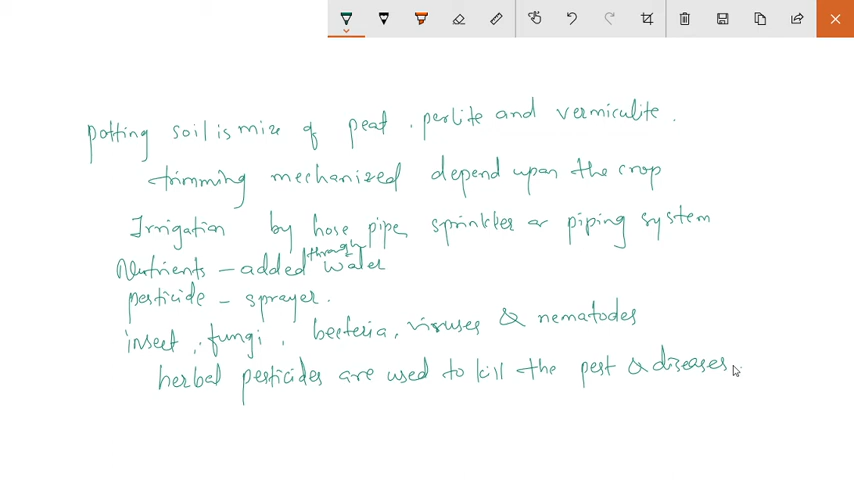 potting soil is mix of peat, perlite and vermiculite.
trimming mechanized depend upon the crop
Irrigation by hose pipe, sprinkler or piping system
Nutrients - added through water
pesticide - sprayer.
insect, fungi, becteria, viruses & nematodes
herbal pesticides are used to kill the pest & diseases